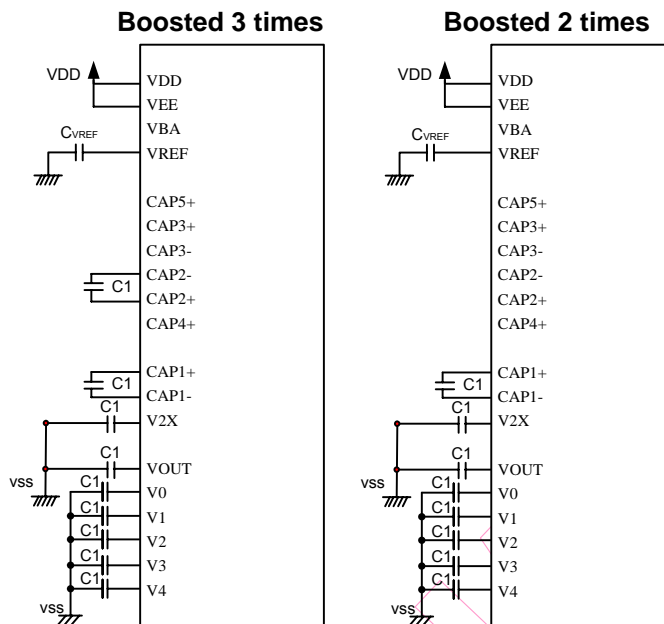 Boosted 3 times
VDD
VDD
VEE
VBA
CVREF
VREF
CAP5+
CAP3+
CAP3-
CAP2-
C1
CAP2+
CAP4+
CAP1+
C1
CAP1-
C1
V2X
C1
VOUT
vss
C1
V0
C1
V1
C1
V2
C1
V3
C1
V4
vss
Boosted 2 times
VDD
VDD
VEE
VBA
CVREF
VREF
CAP5+
CAP3+
CAP3-
CAP2-
CAP2+
CAP4+
CAP1+
C1
CAP1-
C1
V2X
C1
VOUT
vss
C1
V0
C1
V1
C1
V2
C1
V3
C1
V4
vss